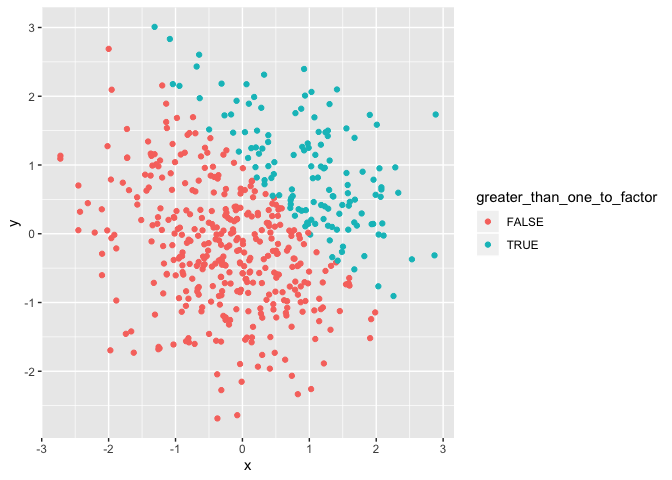 3
2
1
0
-1
-2
y
-3
-2
-1
0
1
2
3
x
greater_than_one_to_factor
FALSE
TRUE